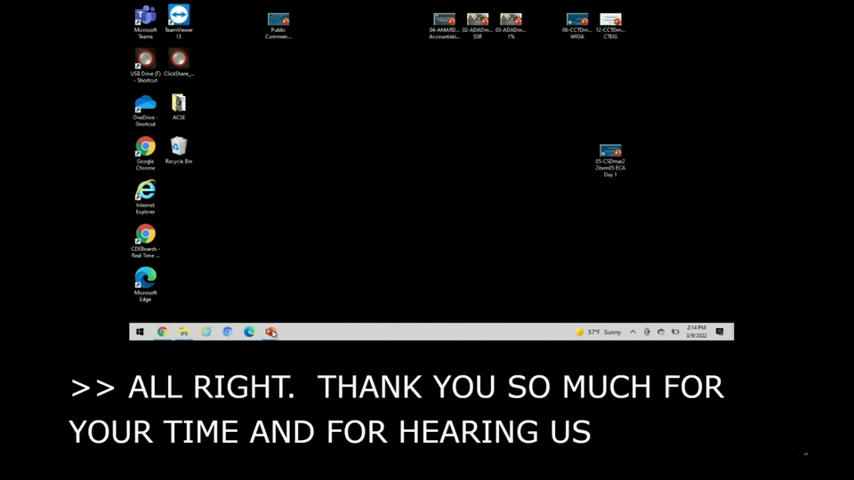 Microsoft
Teams
TeamViewer
13
Public
Commen...
04-AMARD...
Accountabi...
02-ADADm...
SSR
03-ADADm...
1%
06-CCTDm...
WIOA
12-CCTDm...
CTEIG
USB Drive (F)
- Shortcut
ClickShare_...
OneDrive -
Shortcut
ACSE
Google
Chrome
Recycle Bin
05-CSDmar2
2item05 ECA
Day 1
Internet
Explorer
CDEBoards -
Real Time ...
Microsoft
Edge
57°F Sunny
2:14 PM
3/9/2022
>> ALL RIGHT. THANK YOU SO MUCH FOR
YOUR TIME AND FOR HEARING US